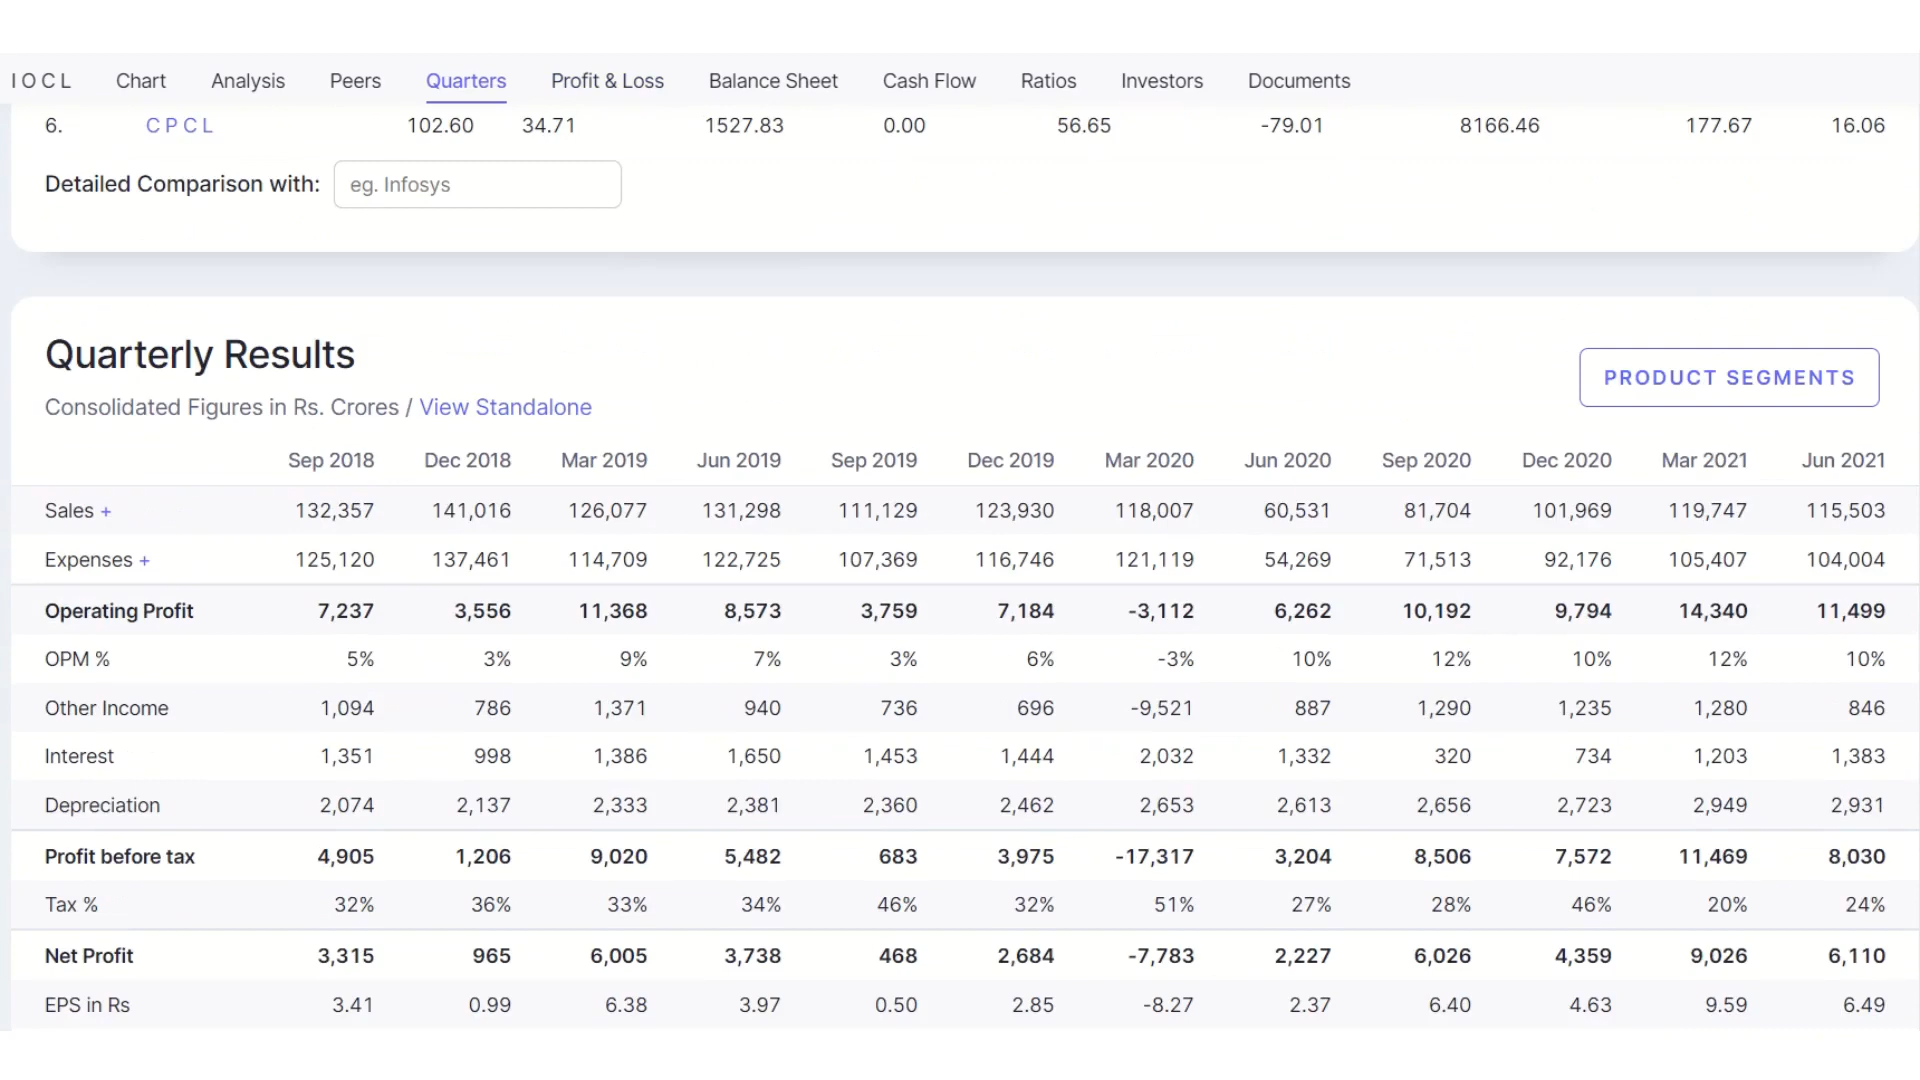 I O C L Chart Analysis Peers Quarters Profit & Loss Balance Sheet Cash Flow Ratios Investors Documents
6. C P C L 102.60 34.71 1527.83 0.00 56.65 -79.01 8166.46 177.67 16.06
Detailed Comparison with: eg. Infosys
Quarterly Results
PRODUCT SEGMENTS
Consolidated Figures in Rs. Crores / View Standalone
Sep 2018 Dec 2018 Mar 2019 Jun 2019 Sep 2019 Dec 2019 Mar 2020 Jun 2020 Sep 2020 Dec 2020 Mar 2021 Jun 2021
Sales + 132,357 141,016 126,077 131,298 111,129 123,930 118,007 60,531 81,704 101,969 119,747 115,503
Expenses + 125,120 137,461 114,709 122,725 107,369 116,746 121,119 54,269 71,513 92,176 105,407 104,004
Operating Profit 7,237 3,556 11,368 8,573 3,759 7,184 -3,112 6,262 10,192 9,794 14,340 11,499
OPM % 5% 3% 9% 7% 3% 6% -3% 10% 12% 10% 12% 10%
Other Income 1,094 786 1,371 940 736 696 -9,521 887 1,290 1,235 1,280 846
Interest 1,351 998 1,386 1,650 1,453 1,444 2,032 1,332 320 734 1,203 1,383
Depreciation 2,074 2,137 2,333 2,381 2,360 2,462 2,653 2,613 2,656 2,723 2,949 2,931
Profit before tax 4,905 1,206 9,020 5,482 683 3,975 -17,317 3,204 8,506 7,572 11,469 8,030
Tax % 32% 36% 33% 34% 46% 32% 51% 27% 28% 46% 20% 24%
Net Profit 3,315 965 6,005 3,738 468 2,684 -7,783 2,227 6,026 4,359 9,026 6,110
EPS in Rs 3.41 0.99 6.38 3.97 0.50 2.85 -8.27 2.37 6.40 4.63 9.59 6.49